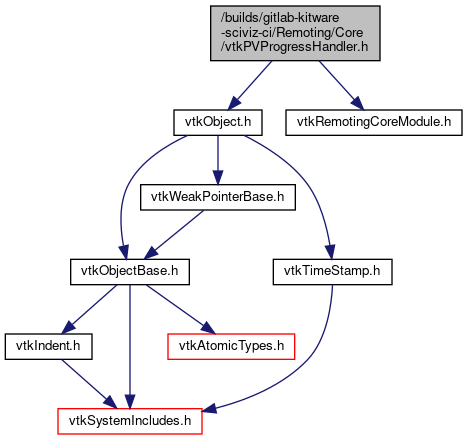 /builds/gitlab-kitware
-sciviz-ci/Remoting/Core
/vtkPVProgressHandler.h
vtkObject.h
vtkRemotingCoreModule.h
vtkWeakPointerBase.h
vtkObjectBase.h
vtkTimeStamp.h
vtkIndent.h
vtkAtomicTypes.h
vtkSystemIncludes.h